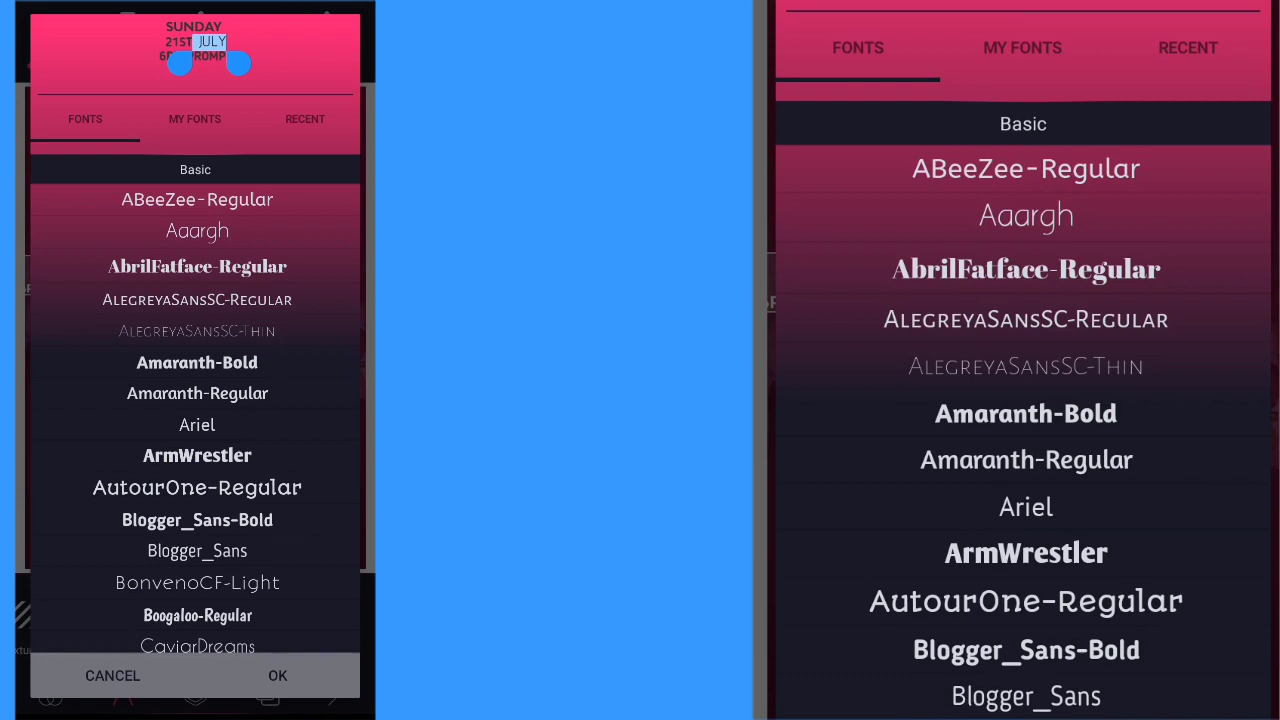 SUNDAY
21ST JULY
FONTS MY FONTS RECENT
Basic
ABeeZee-Regular
Aaargh
AbrilFatface-Regular
AlegreyaSansSC-Regular
AlegreyaSansSC-Thin
Amaranth-Bold
Amaranth-Regular
Ariel
ArmWrestler
AutourOne-Regular
Blogger_Sans-Bold
Blogger_Sans
BonvenoCF-Light
Boogaloo-Regular
CaviarDreams
CANCEL OK
FONTS MY FONTS RECENT
Basic
ABeeZee-Regular
Aaargh
AbrilFatface-Regular
AlegreyaSansSC-Regular
AlegreyaSansSC-Thin
Amaranth-Bold
Amaranth-Regular
Ariel
ArmWrestler
AutourOne-Regular
Blogger_Sans-Bold
Blogger_Sans